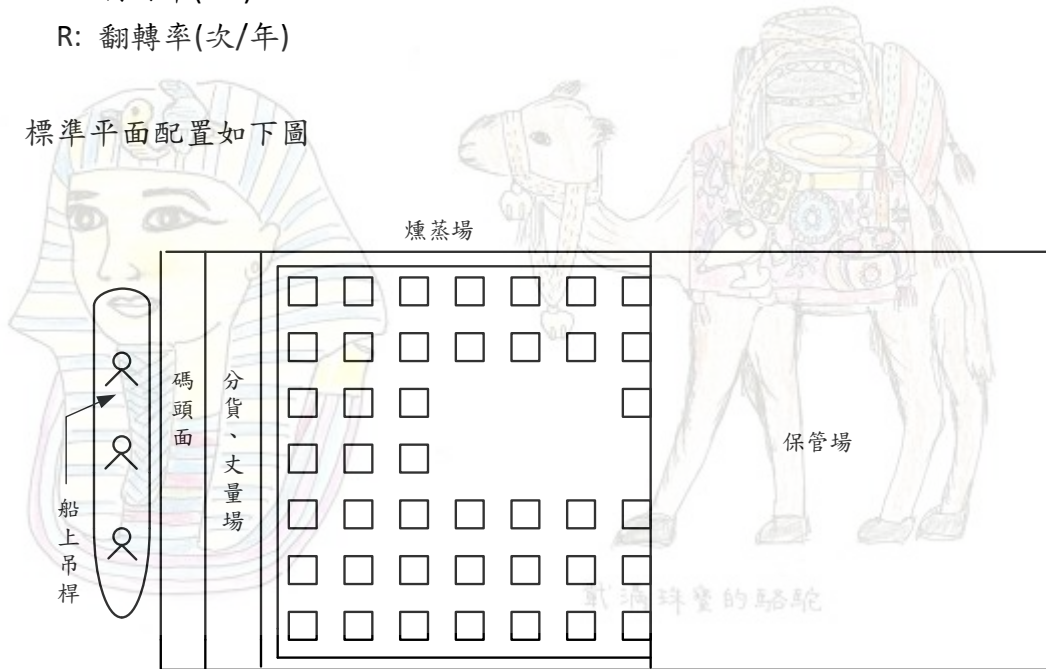 R: 翻轉率(次/年)
標準平面配置如下圖
燻蒸場
碼頭面
分貨、丈量場
保管場
船上吊桿
戴滿珠寶的駱駝